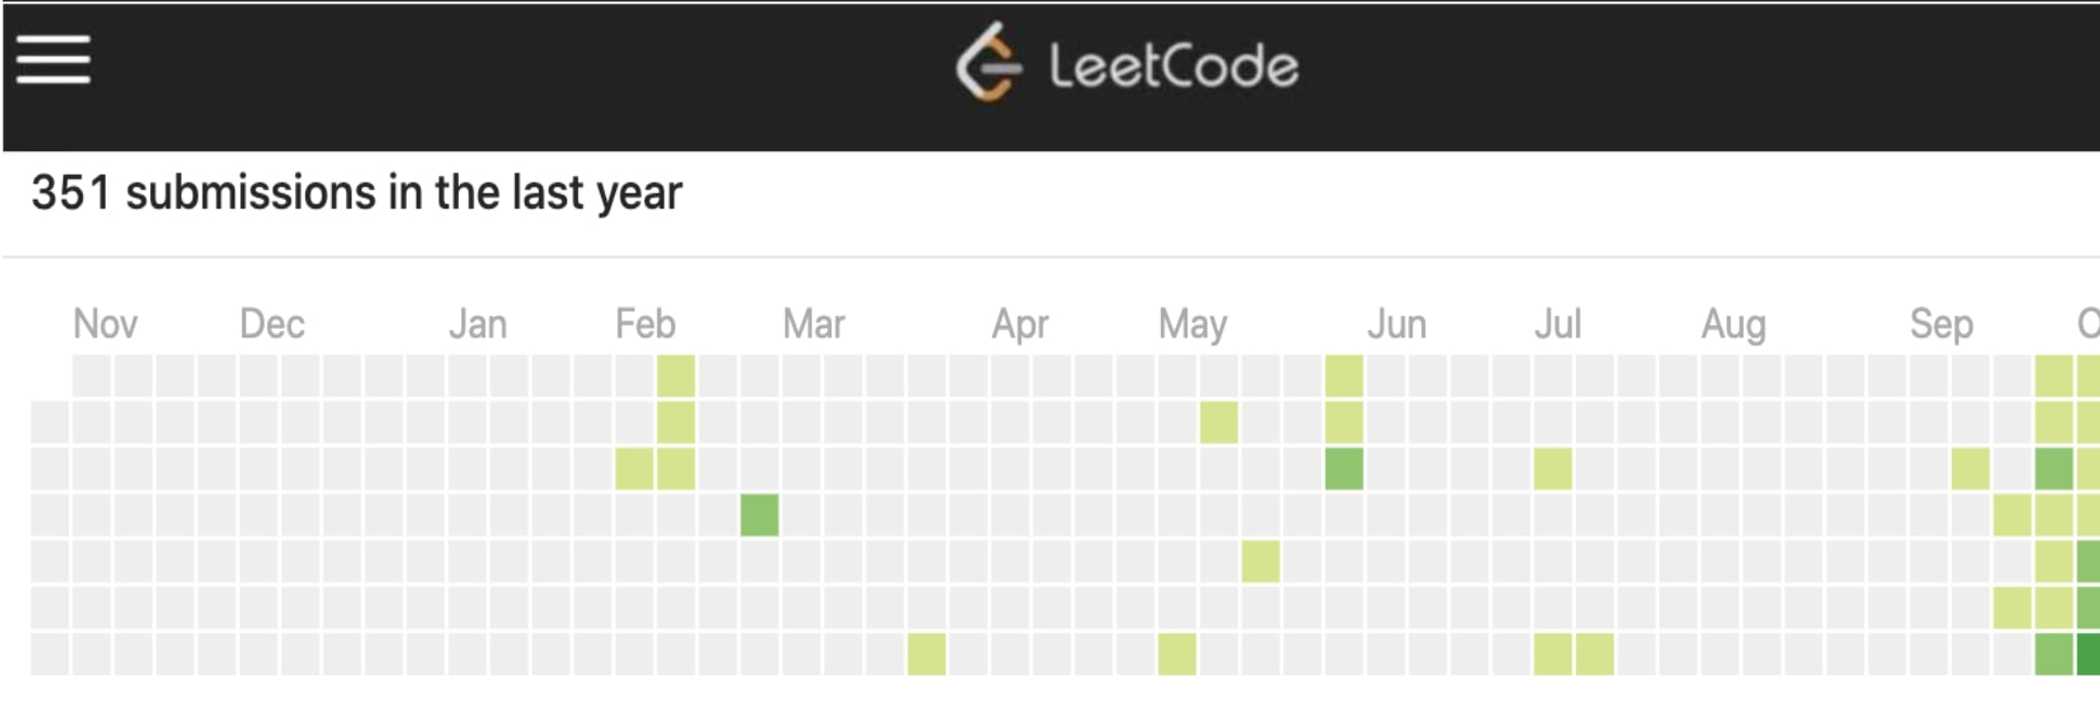 LeetCode
351 submissions in the last year
Nov Dec Jan Feb Mar Apr May Jun Jul Aug Sep